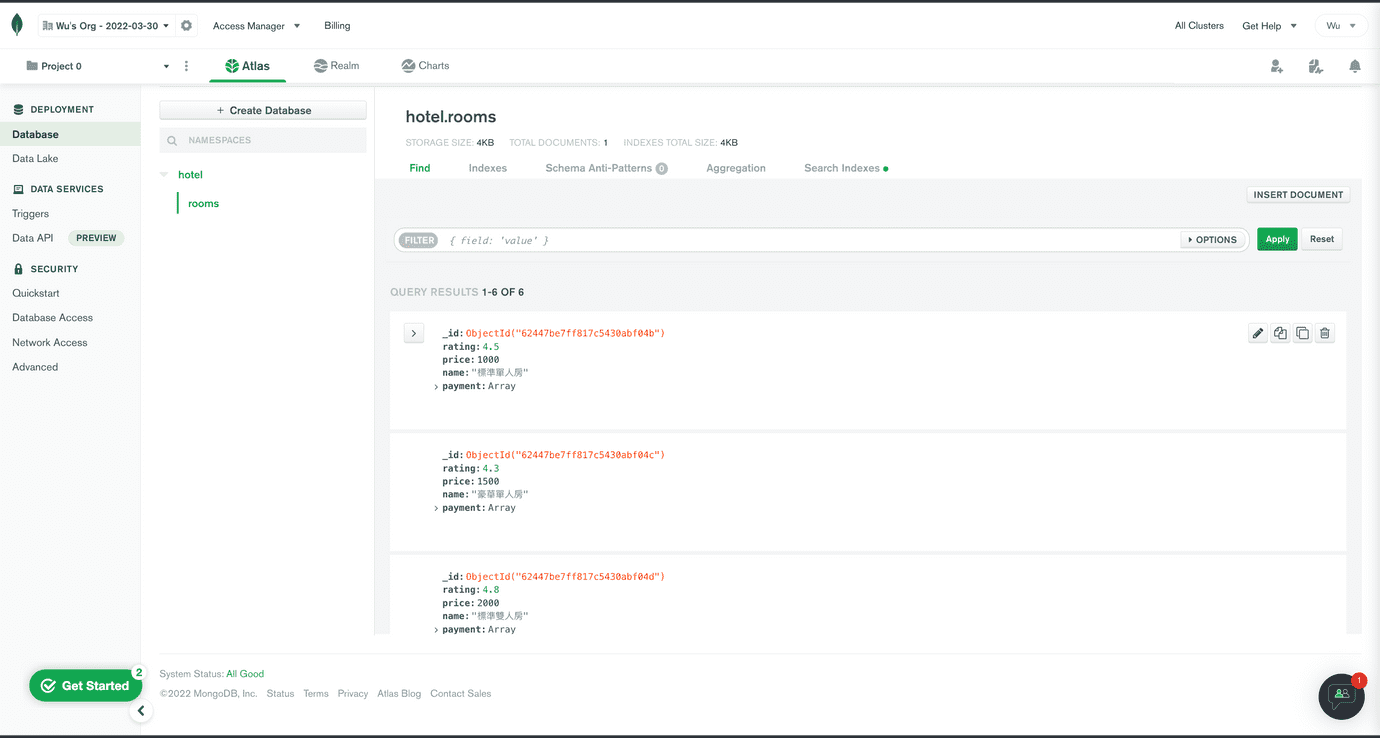 Wu's Org - 2022-03-30 Access Manager Billing All Clusters Get Help Wu
Project 0 Atlas Realm Charts
DEPLOYMENT
Database
Data Lake
DATA SERVICES
Triggers
Data API PREVIEW
SECURITY
Quickstart
Database Access
Network Access
Advanced
+ Create Database
NAMESPACES
hotel
rooms
hotel.rooms
STORAGE SIZE: 4KB TOTAL DOCUMENTS: 1 INDEXES TOTAL SIZE: 4KB
Find Indexes Schema Anti-Patterns 0 Aggregation Search Indexes
INSERT DOCUMENT
FILTER { field: 'value' } OPTIONS Apply Reset
QUERY RESULTS 1-6 OF 6
_id: ObjectId("62447be7ff817c5430abf04b")
rating: 4.5
price: 1000
name: "標準單人房"
payment: Array
_id: ObjectId("62447be7ff817c5430abf04c")
rating: 4.3
price: 1500
name: "豪華單人房"
payment: Array
_id: ObjectId("62447be7ff817c5430abf04d")
rating: 4.8
price: 2000
name: "標準雙人房"
payment: Array
System Status: All Good
©2022 MongoDB, Inc. Status Terms Privacy Atlas Blog Contact Sales
Get Started 2
1